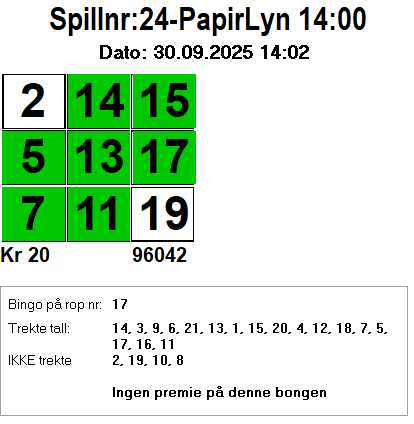 Spillnr:24-PapirLyn 14:00
Dato: 30.09.2025 14:02
2 14 15
5 13 17
7 11 19
Kr 20 96042
Bingo på rop nr: 17
Trekte tall: 14, 3, 9, 6, 21, 13, 1, 15, 20, 4, 12, 18, 7, 5,
17, 16, 11
IKKE trekte 2, 19, 10, 8
Ingen premie på denne bongen